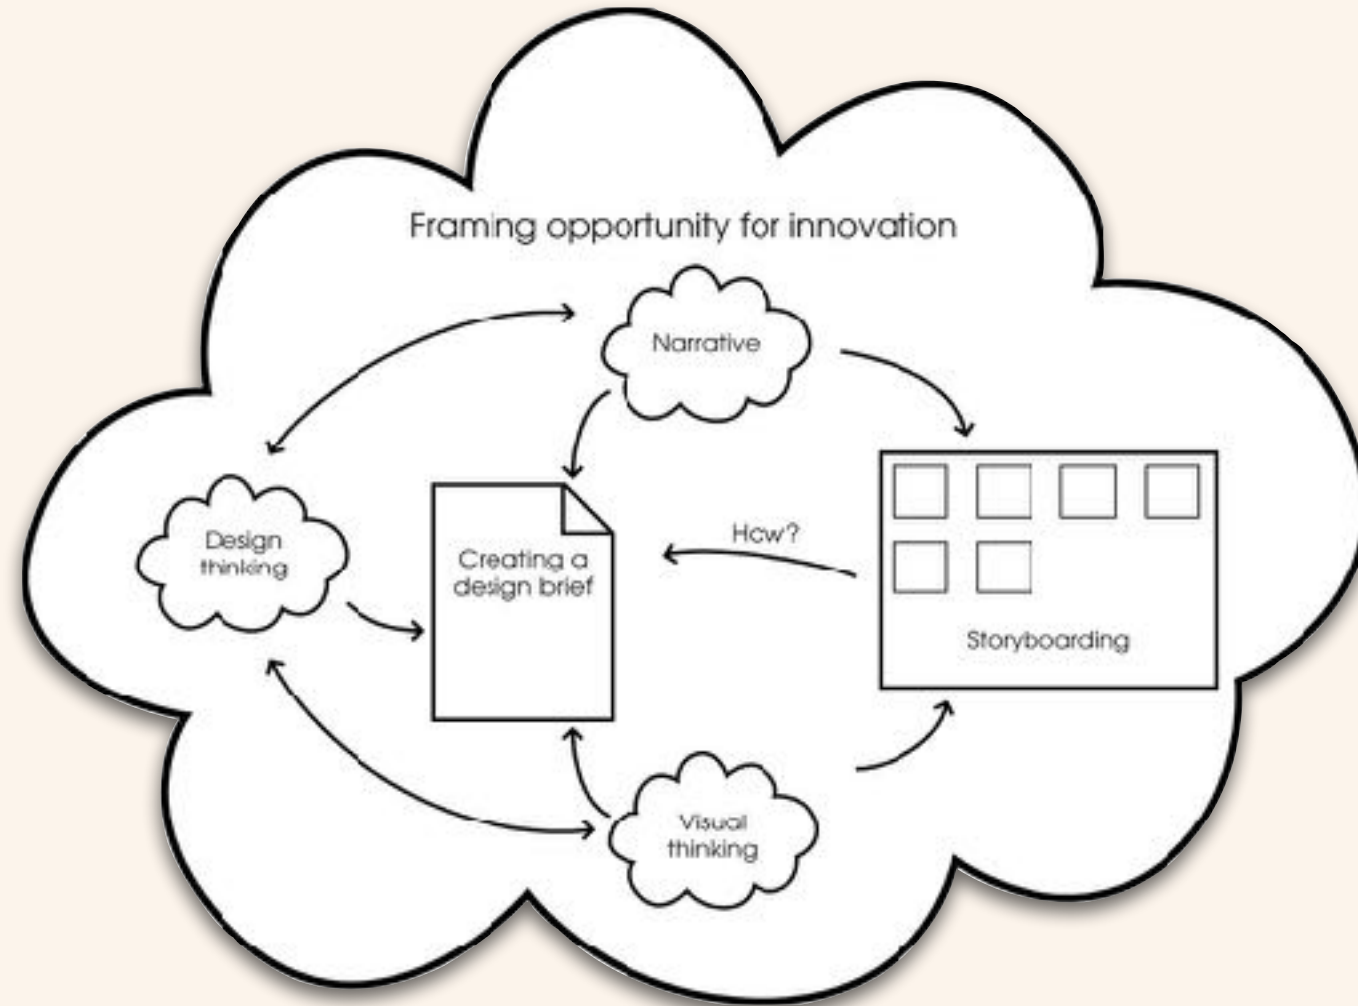 Framing opportunity for innovation
Narrative
Design
thinking
Creating a
design brief
How?
Storyboarding
Visual
thinking